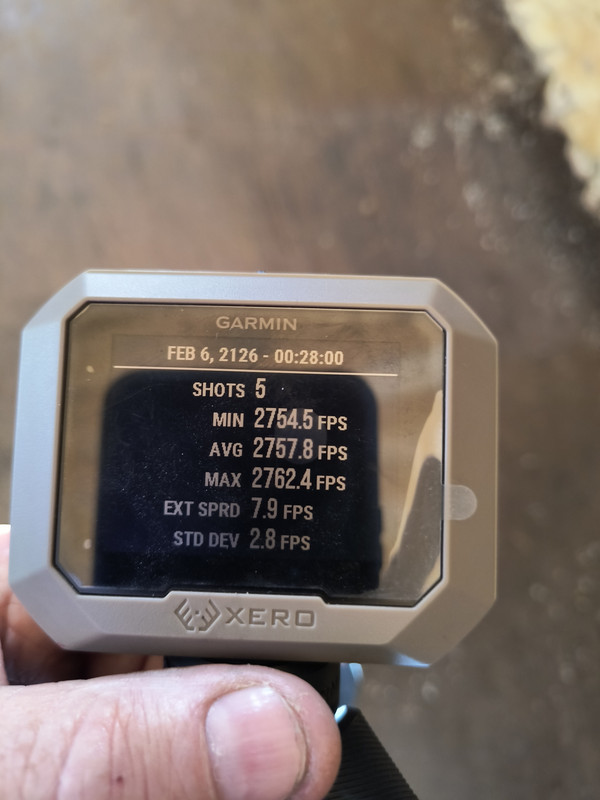 GARMIN
FEB 6, 2126 - 00:28:00
SHOTS 5
MIN 2754.5 FPS
AVG 2757.8 FPS
MAX 2762.4 FPS
EXT SPRD 7.9 FPS
STD DEV 2.8 FPS
XERO